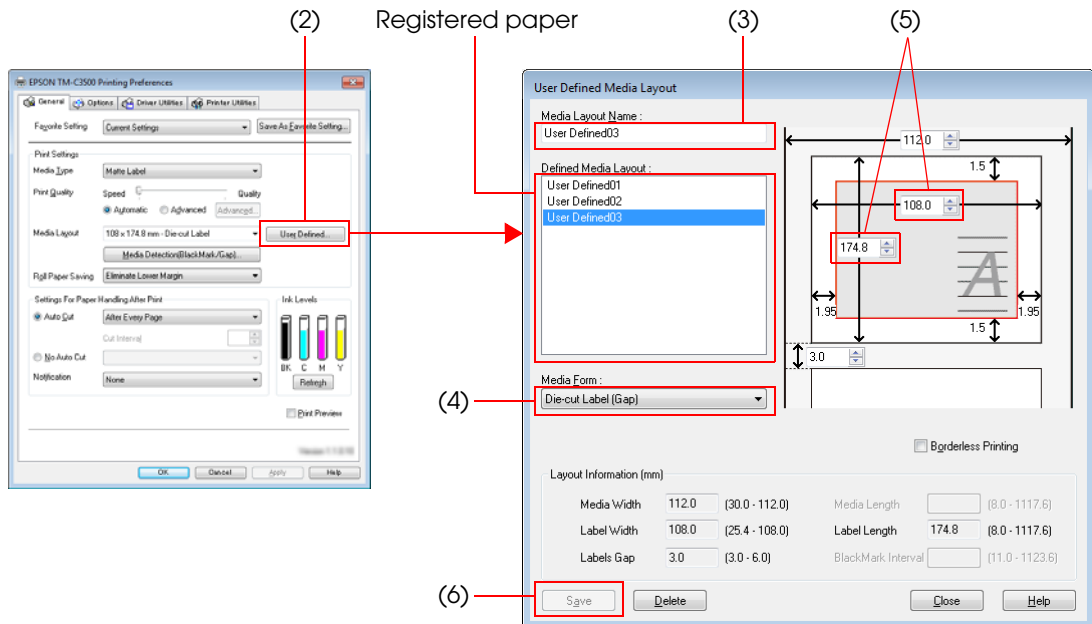 (2)
Registered paper
(3)
(5)
EPSON TM-C3500 Printing Preferences
General Options Driver Utilities Printer Utilities
Favorite Setting Current Settings Save As Favorite Setting...
Print Settings
Media Type Matte Label
Print Quality Speed Quality
Automatic Advanced Advanced...
Media Layout 108 x 174.8 mm - Die-cut Label User Defined...
Media Detection(BlackMark/Gap)...
Roll Paper Saving Eliminate Lower Margin
Settings For Paper Handling After Print
Auto Cut After Every Page
Cut Interval
No Auto Cut
Notification None
Ink Levels
BK C M Y
Refresh
Print Preview
OK Cancel Apply Help
User Defined Media Layout
Media Layout Name :
User Defined03
Defined Media Layout :
User Defined01
User Defined02
User Defined03
112.0
1.5
108.0
174.8
A
1.95
1.95
1.5
3.0
(4)
Media Form :
Die-cut Label (Gap)
Borderless Printing
Layout Information (mm)
Media Width 112.0 (30.0 - 112.0) Media Length (8.0 - 1117.6)
Label Width 108.0 (25.4 - 108.0) Label Length 174.8 (8.0 - 1117.6)
Labels Gap 3.0 (3.0 - 6.0) BlackMark Interval (11.0 - 1123.6)
(6)
Save Delete Close Help